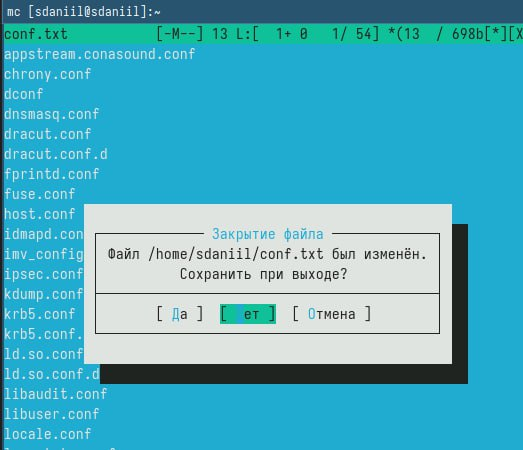 mc [sdaniil@sdaniil]:~
conf.txt [-M--] 13 L:[ 1+ 0 1/ 54] *(13 / 698b[*][X
appstream.conasound.conf
chrony.conf
dconf
dnsmasq.conf
dracut.conf
dracut.conf.d
fprintd.conf
fuse.conf
host.conf
idmapd.con
imv_config
ipsec.conf
kdump.conf
krb5.conf
krb5.conf.
ld.so.conf
ld.so.conf.d
libaudit.conf
libuser.conf
locale.conf
Закрытие файла
Файл /home/sdaniil/conf.txt был изменён.
Сохранить при выходе?
[ Да ] [ Нет ] [ Отмена ]